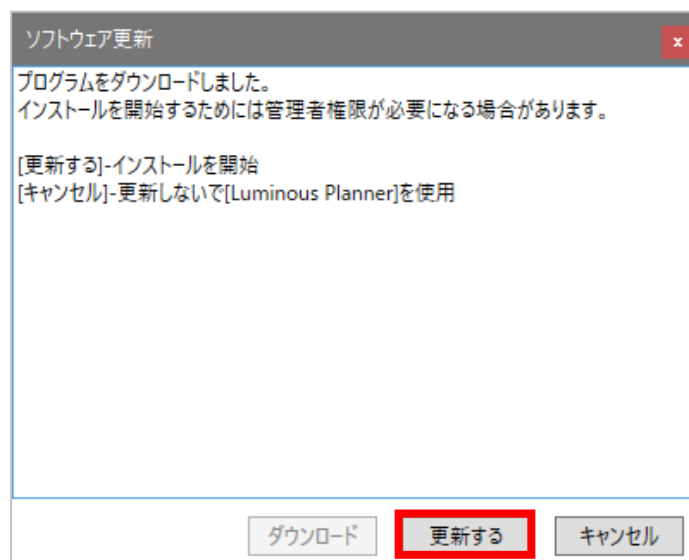 ソフトウェア更新
x
プログラムをダウンロードしました。
インストールを開始するためには管理者権限が必要になる場合があります。
[更新する]-インストールを開始
[キャンセル]-更新しないで[Luminous Planner]を使用
ダウンロード 更新する キャンセル